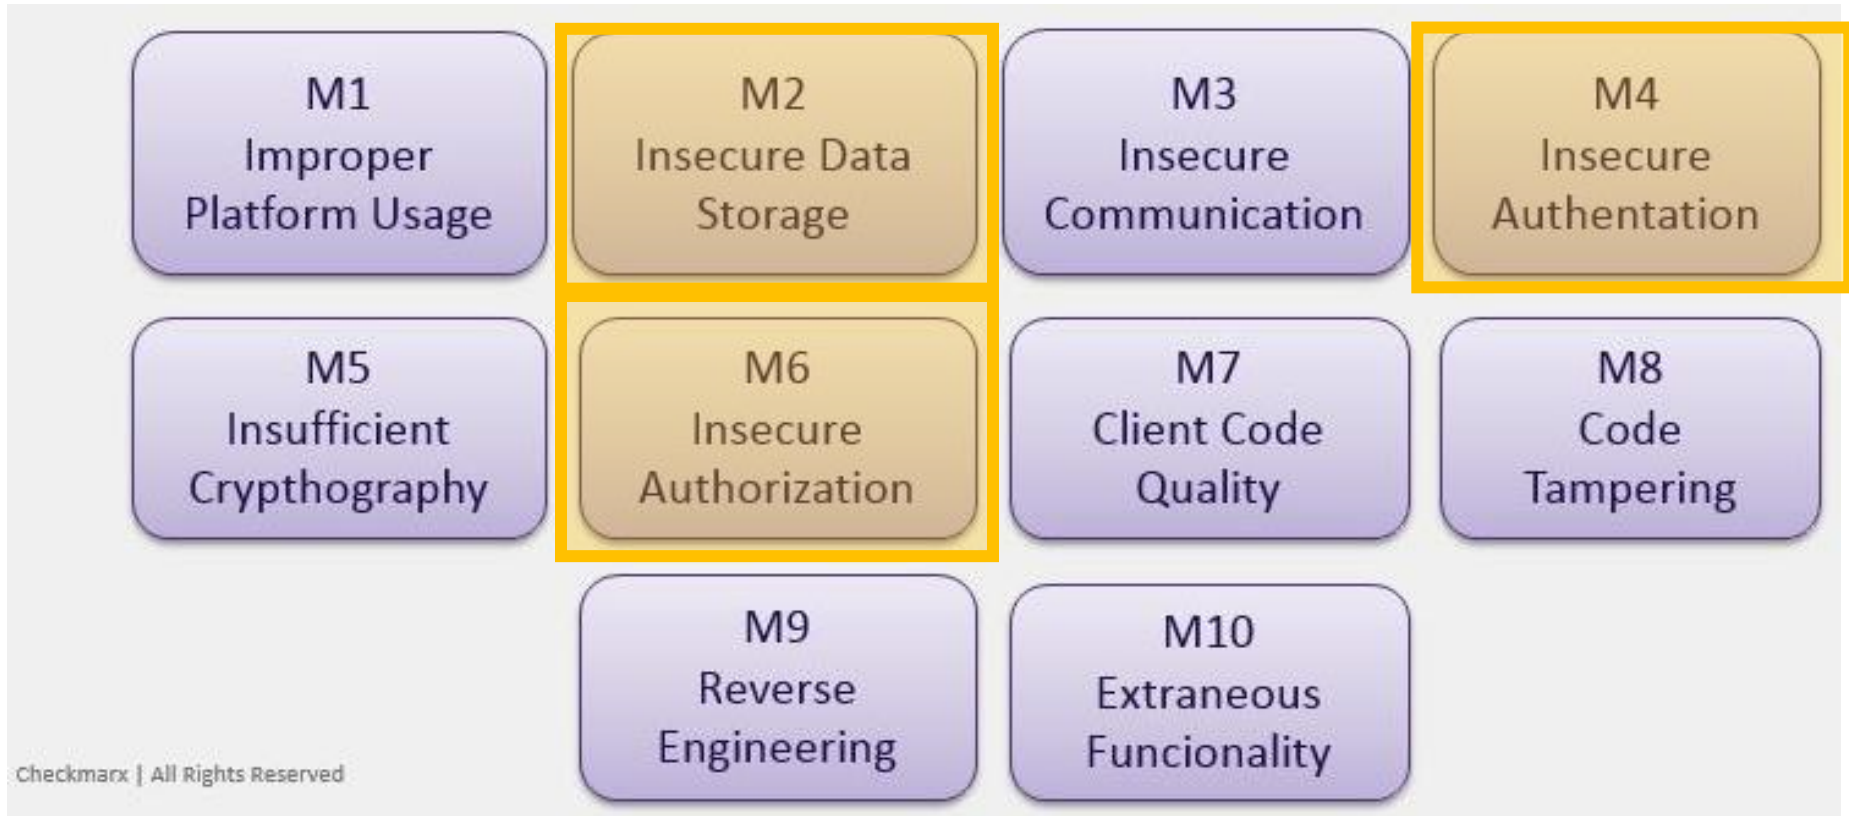 M1
Improper
Platform Usage
M2
Insecure Data
Storage
M3
Insecure
Communication
M4
Insecure
Authentation
M5
Insufficient
Crypthography
M6
Insecure
Authorization
M7
Client Code
Quality
M8
Code
Tampering
M9
Reverse
Engineering
M10
Extraneous
Funcionality
Checkmarx | All Rights Reserved